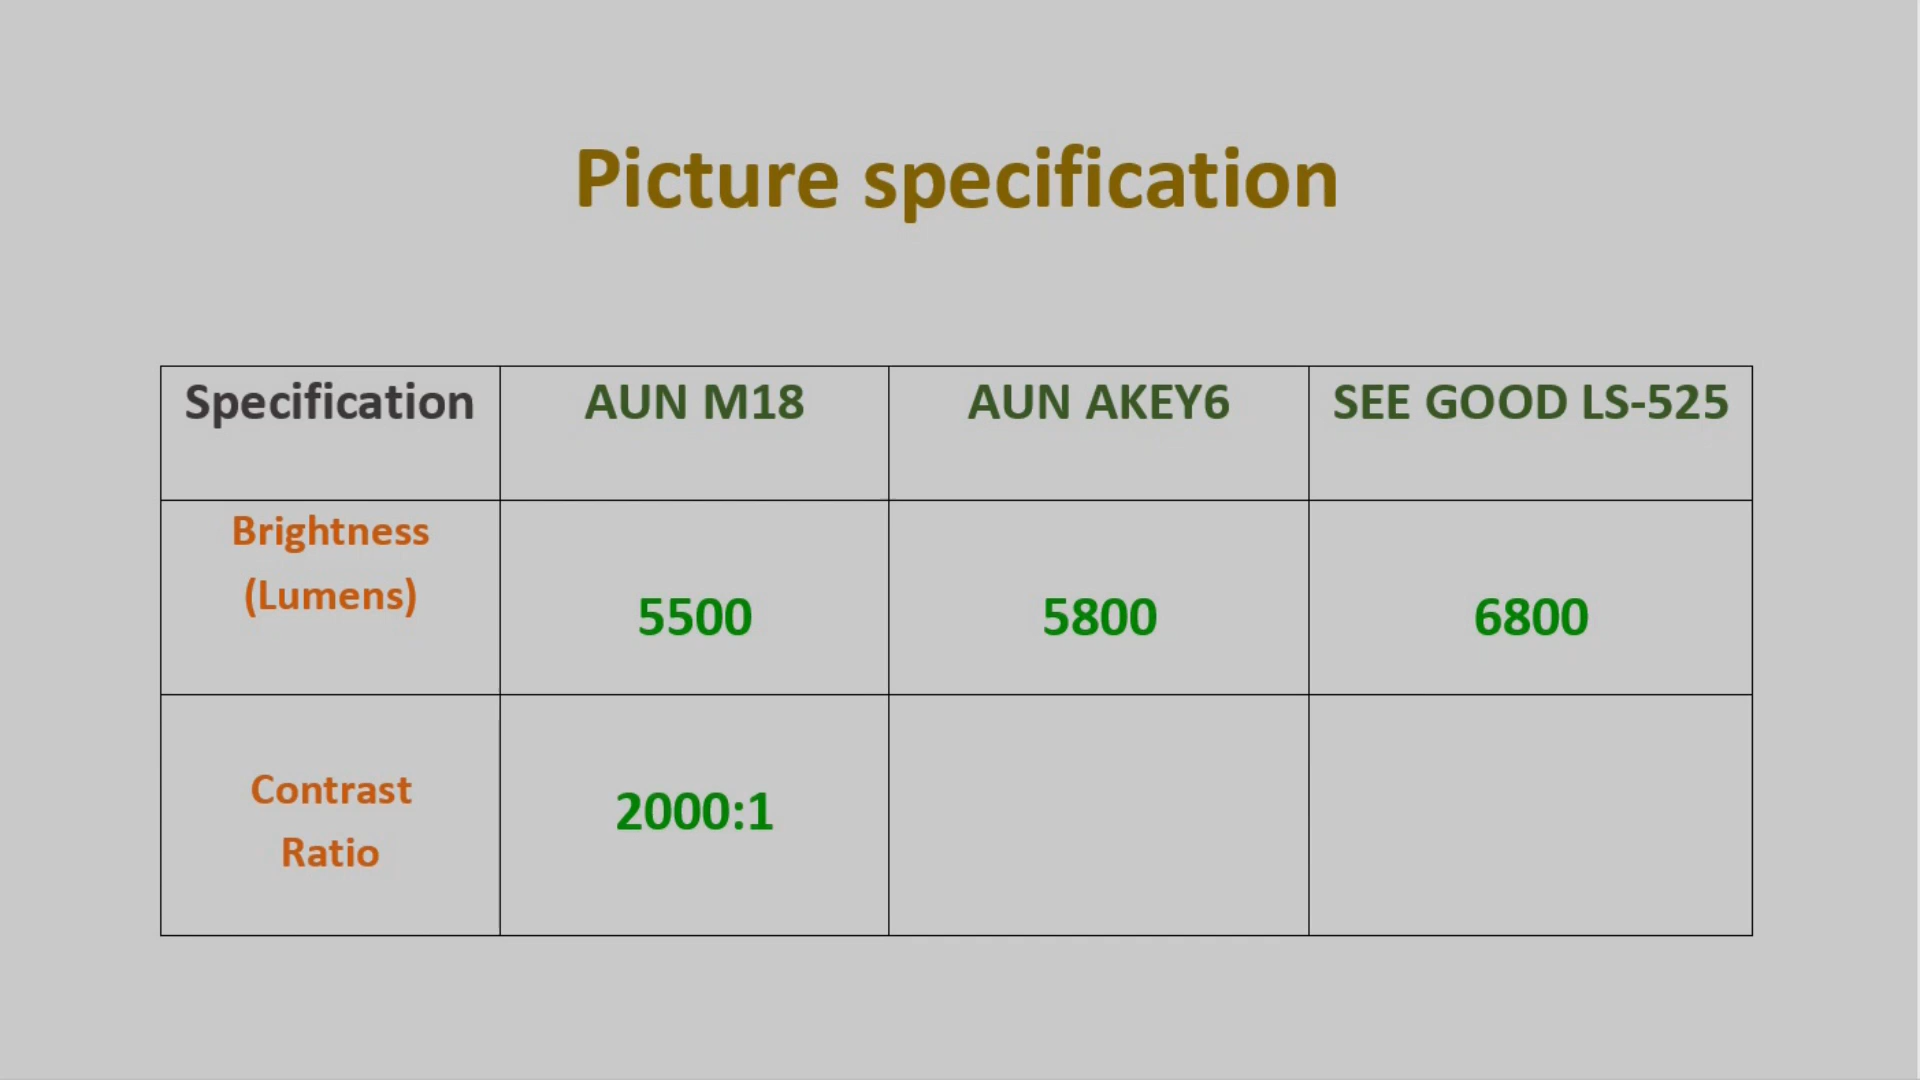 Picture specification
Specification AUN M18 AUN AKEY6 SEE GOOD LS-525
Brightness
(Lumens)
5500 5800 6800
Contrast
Ratio
2000:1